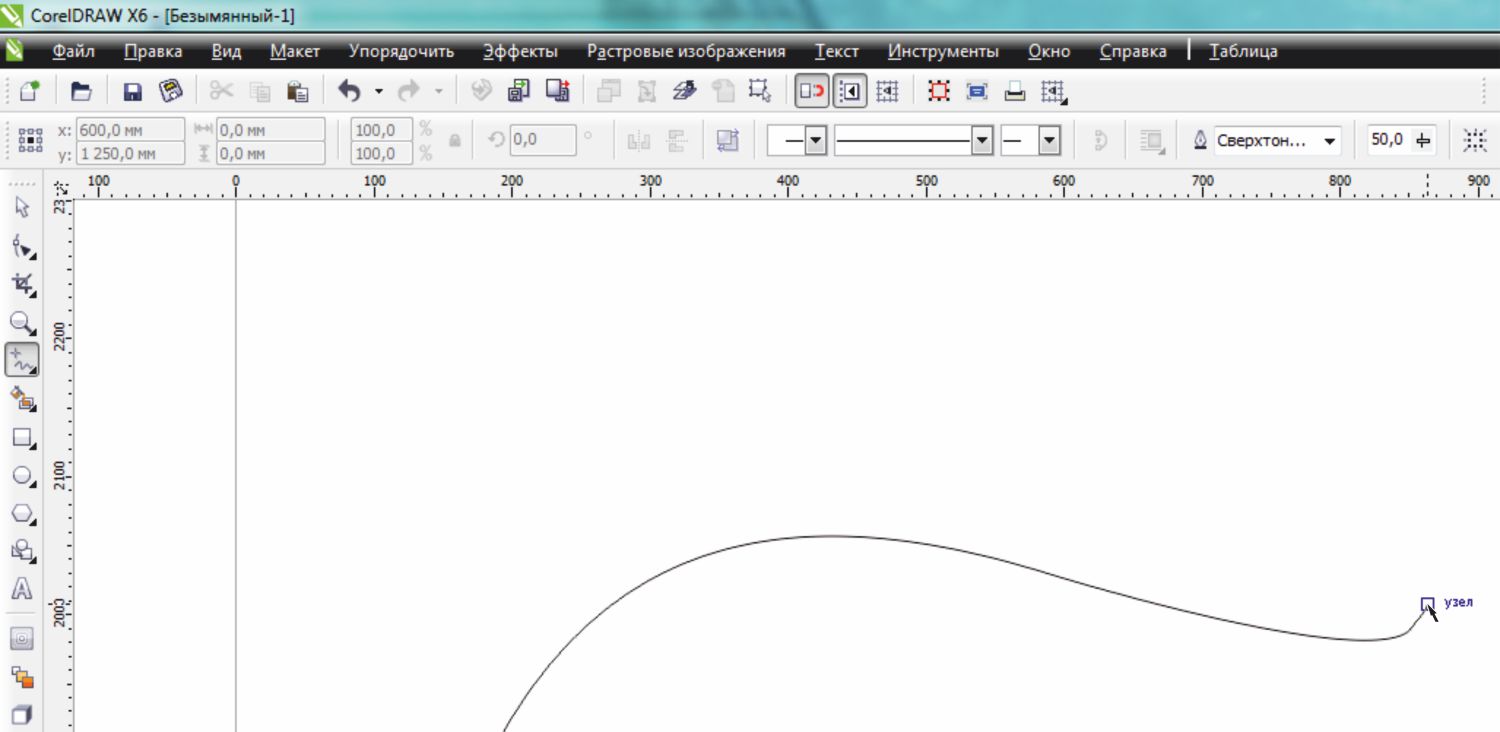 CorelDRAW X6 - [Безымянный-1]
Файл Правка Вид Макет Упорядочить Эффекты Растровые изображения Текст Инструменты Окно Справка Таблица
x: 600,0 мм 0,0 мм 100,0 % 0,0 ° Сверхтон... 50,0
y: 1 250,0 мм 0,0 мм 100,0 %
100 0 100 200 300 400 500 600 700 800 900
2200
2100
2000
узел